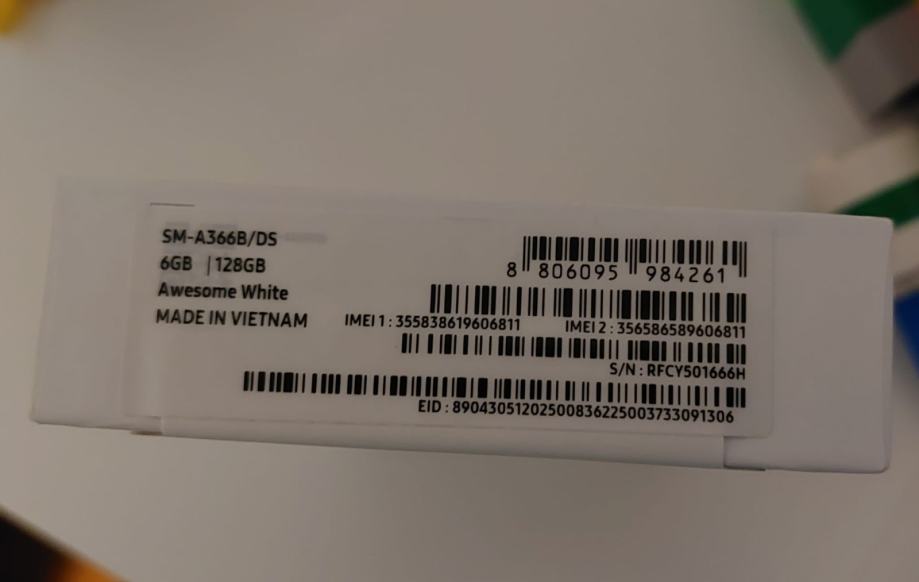 SM-A366B/DS
6GB | 128GB
Awesome White
MADE IN VIETNAM
8 806095 984261
IMEI 1 : 355838619606811 IMEI 2 : 356586589606811
S/N : RFCY501666H
EID : 89043051202500836225003733091306